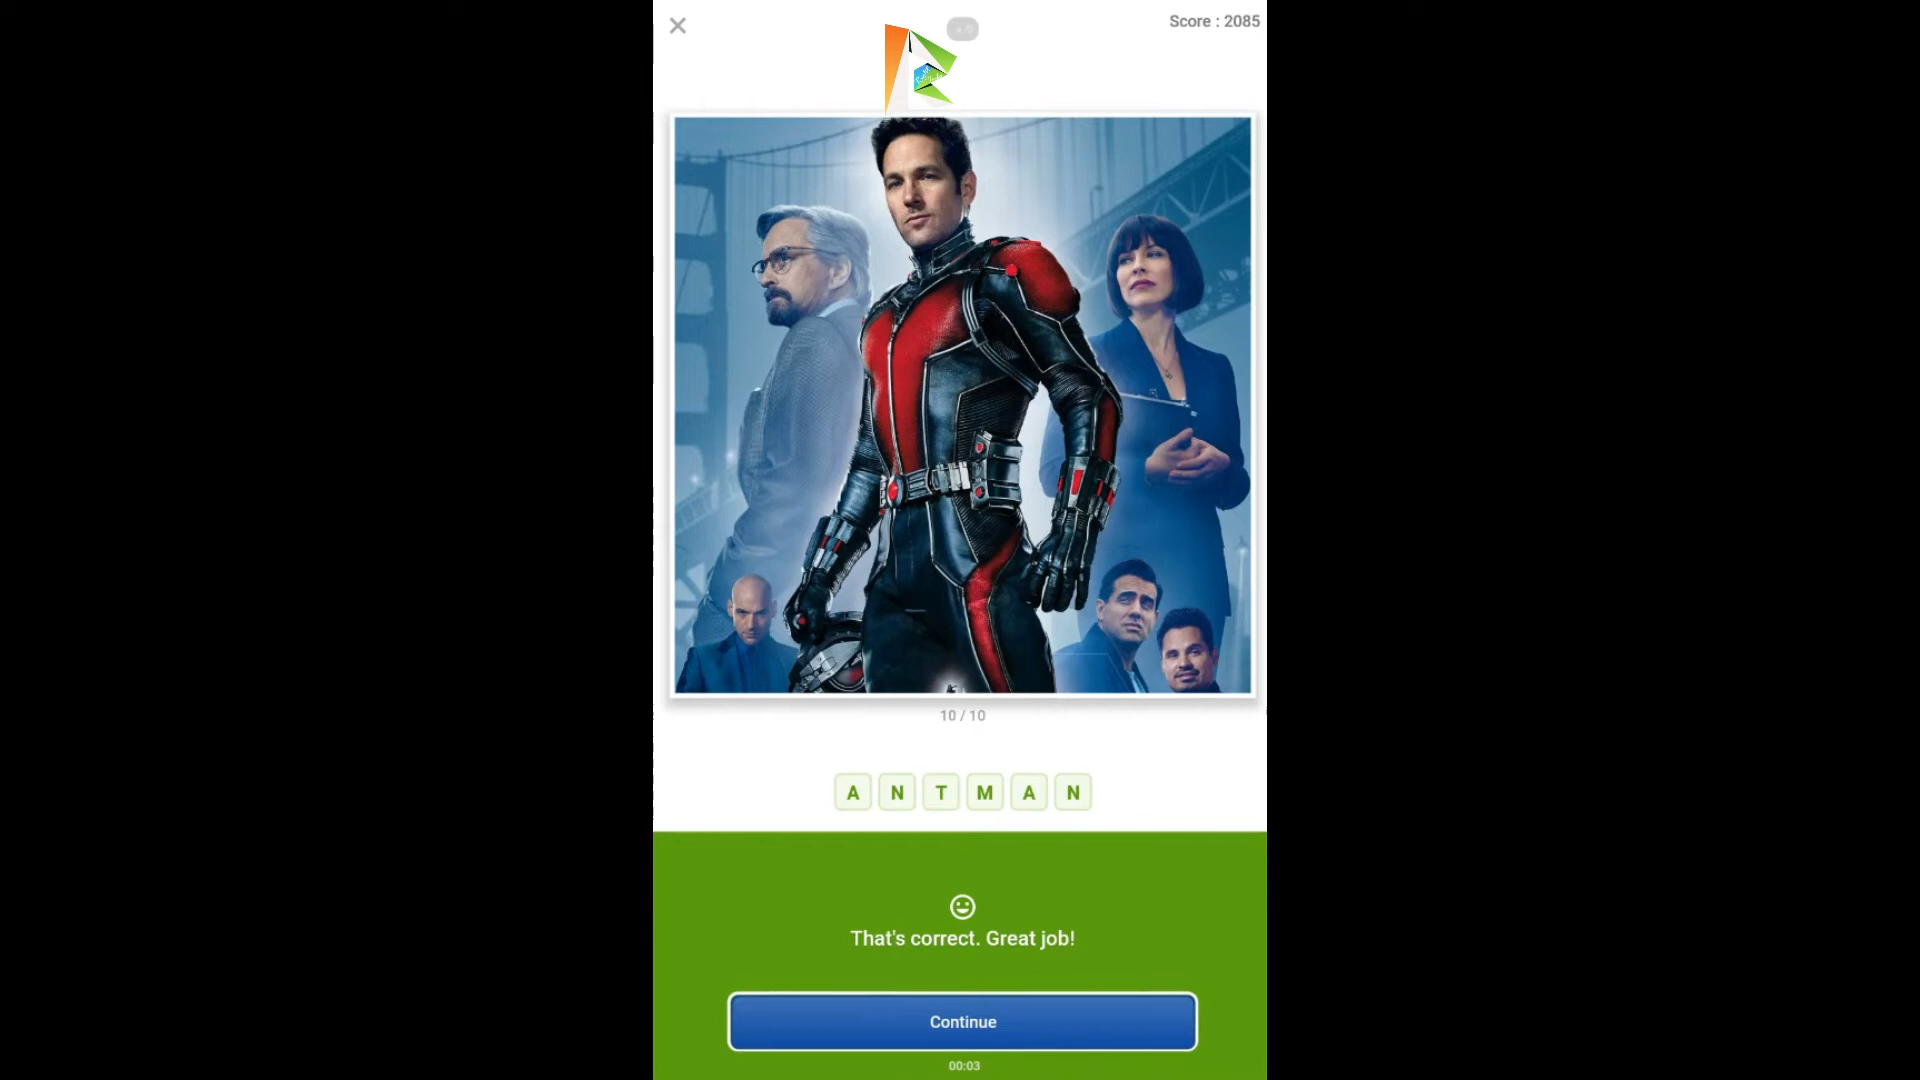 Score : 2085
10 / 10
A N T M A N
That's correct. Great job!
Continue
00:03